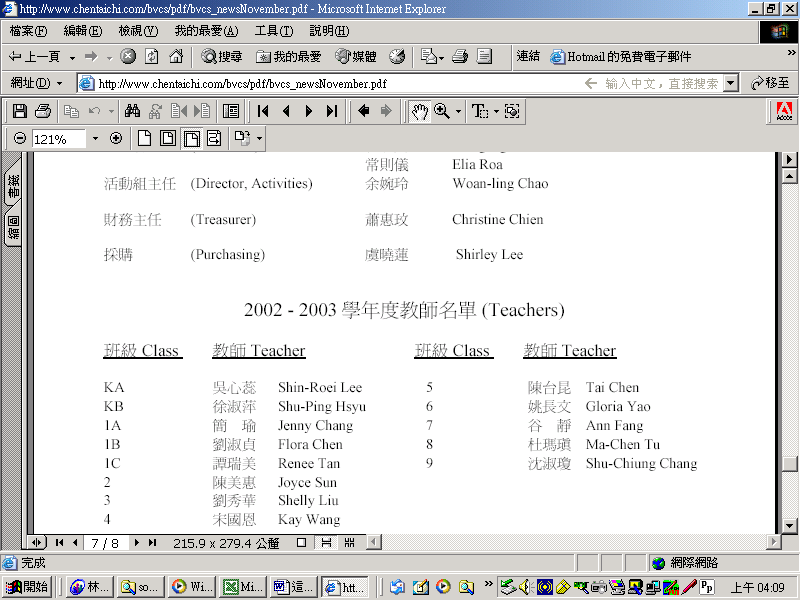 http://www.chentaichi.com/bvcs/pdf/bvcs_newsNovember.pdf - Microsoft Internet Explorer
檔案(F) 編輯(E) 檢視(V) 我的最愛(A) 工具(T) 說明(H)
上一頁 搜尋 我的最愛 媒體 連結 Hotmail 的免費電子郵件
網址(D) http://www.chentaichi.com/bvcs/pdf/bvcs_newsNovember.pdf 輸入中文，直接搜索 移至
Adobe
121%
書籤
縮圖
常則儀 Elia Roa
活動組主任 (Director, Activities) 余婉玲 Woan-ling Chao
財務主任 (Treasurer) 蕭惠玫 Christine Chien
採購 (Purchasing) 虞曉蓮 Shirley Lee
2002 - 2003 學年度教師名單 (Teachers)
班級 Class 教師 Teacher 班級 Class 教師 Teacher
KA 吳心蕊 Shin-Roei Lee 5 陳台昆 Tai Chen
KB 徐淑萍 Shu-Ping Hsyu 6 姚長文 Gloria Yao
1A 簡 瑜 Jenny Chang 7 谷 靜 Ann Fang
1B 劉淑貞 Flora Chen 8 杜瑪瑱 Ma-Chen Tu
1C 譚瑞美 Renee Tan 9 沈淑瓊 Shu-Chiung Chang
2 陳美惠 Joyce Sun
3 劉秀華 Shelly Liu
4 宋國恩 Kay Wang
7 / 8 215.9 x 279.4 公釐
完成 網際網路
開始 林... so... Wi... Mi... 這... htt... » Pp 上午 04:09